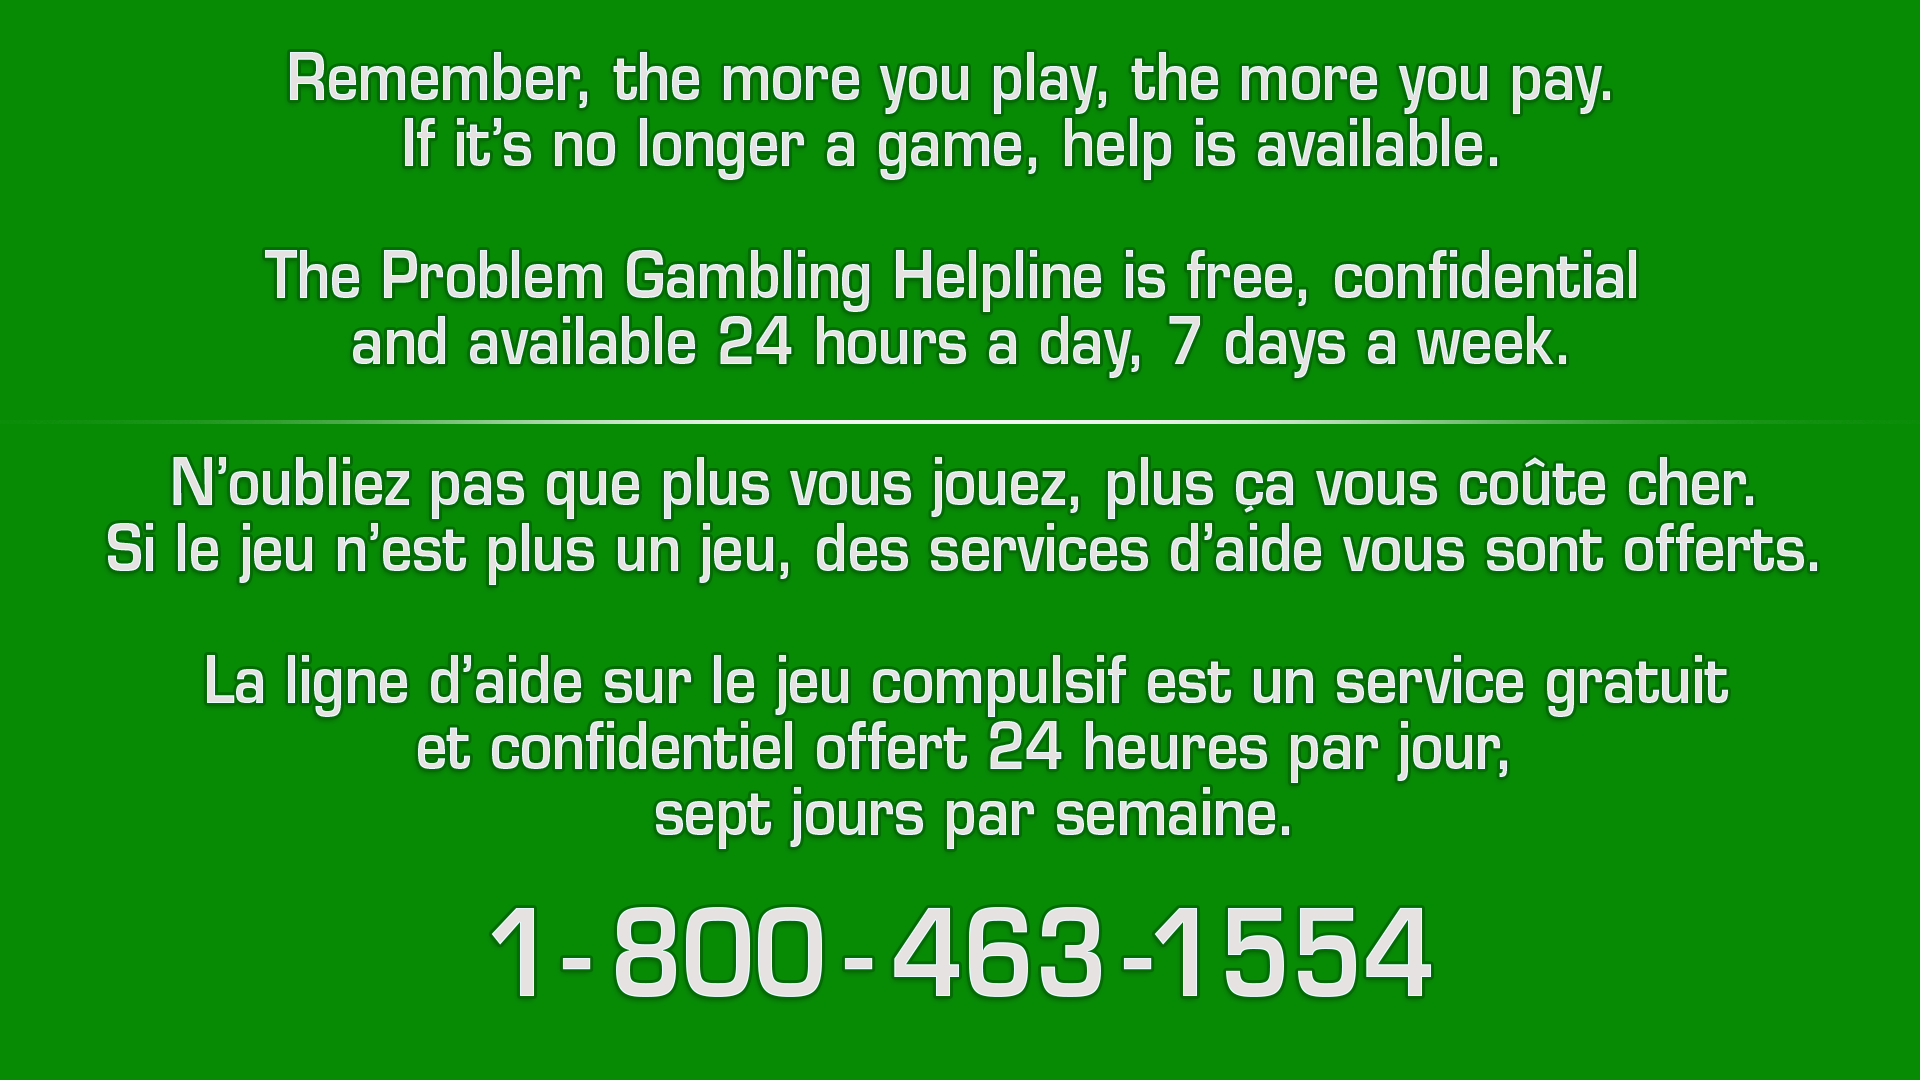 Remember, the more you play, the more you pay.
If it’s no longer a game, help is available.
The Problem Gambling Helpline is free, confidential
and available 24 hours a day, 7 days a week.
N’oubliez pas que plus vous jouez, plus ça vous coûte cher.
Si le jeu n’est plus un jeu, des services d’aide vous sont offerts.
La ligne d’aide sur le jeu compulsif est un service gratuit
et confidentiel offert 24 heures par jour,
sept jours par semaine.
1-800-463-1554